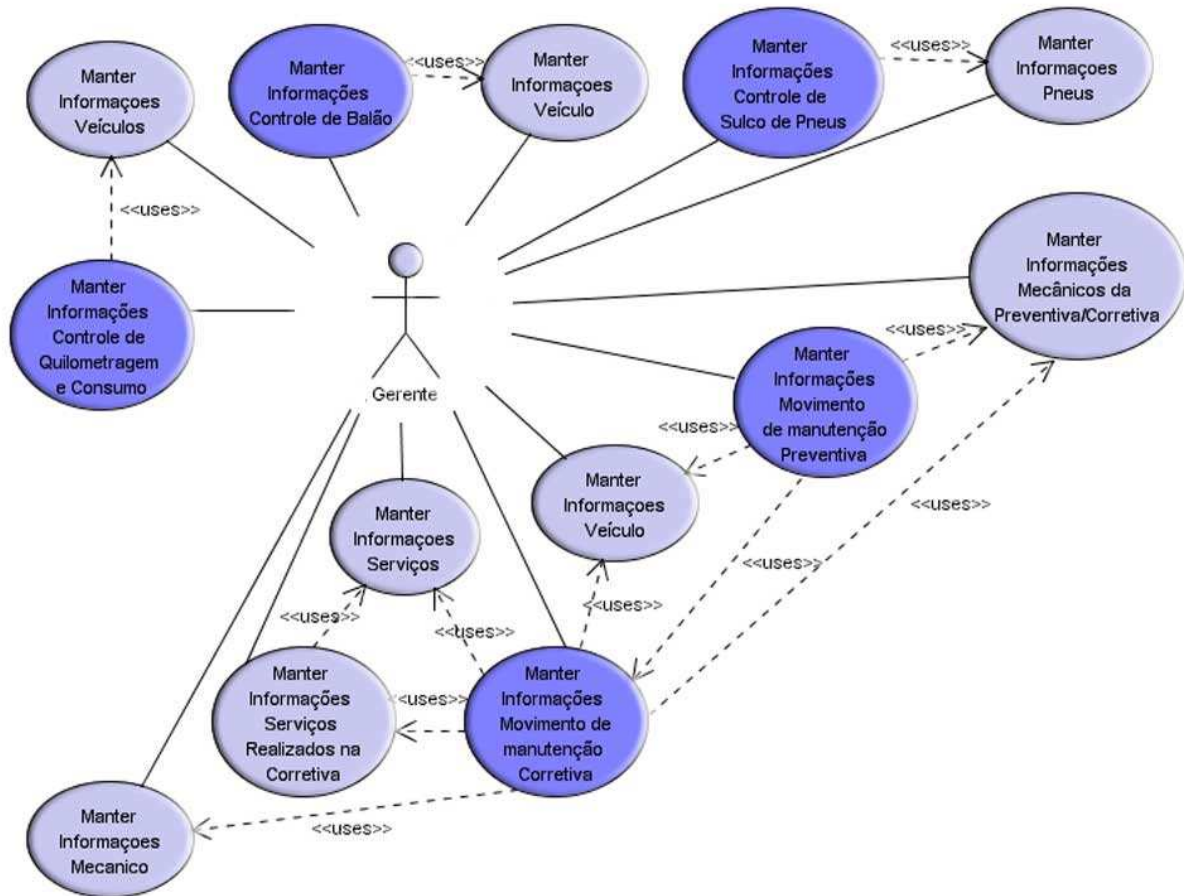 Manter
Informaçoes
Veículos
Manter
Informações
Controle de Balão
<<uses>>
Manter
Informaçoes
Veículo
Manter
Informações
Controle de
Sulco de Pneus
<<uses>>
Manter
Informaçoes
Pneus
<<uses>>
Manter
Informações
Controle de
Quilometragem
e Consumo
Gerente
Manter
Informações
Mecânicos da
Preventiva/Corretiva
<<uses>>
Manter
Informações
Movimento
de manutenção
Preventiva
<<uses>>
Manter
Informaçoes
Veículo
<<uses>>
<<uses>>
<<uses>>
Manter
Informaçoes
Serviços
<<uses>>
<<uses>>
Manter
Informações
Serviços
Realizados na
Corretiva
<<uses>>
Manter
Informações
Movimento de
manutenção
Corretiva
Manter
Informaçoes
Mecanico
<<uses>>